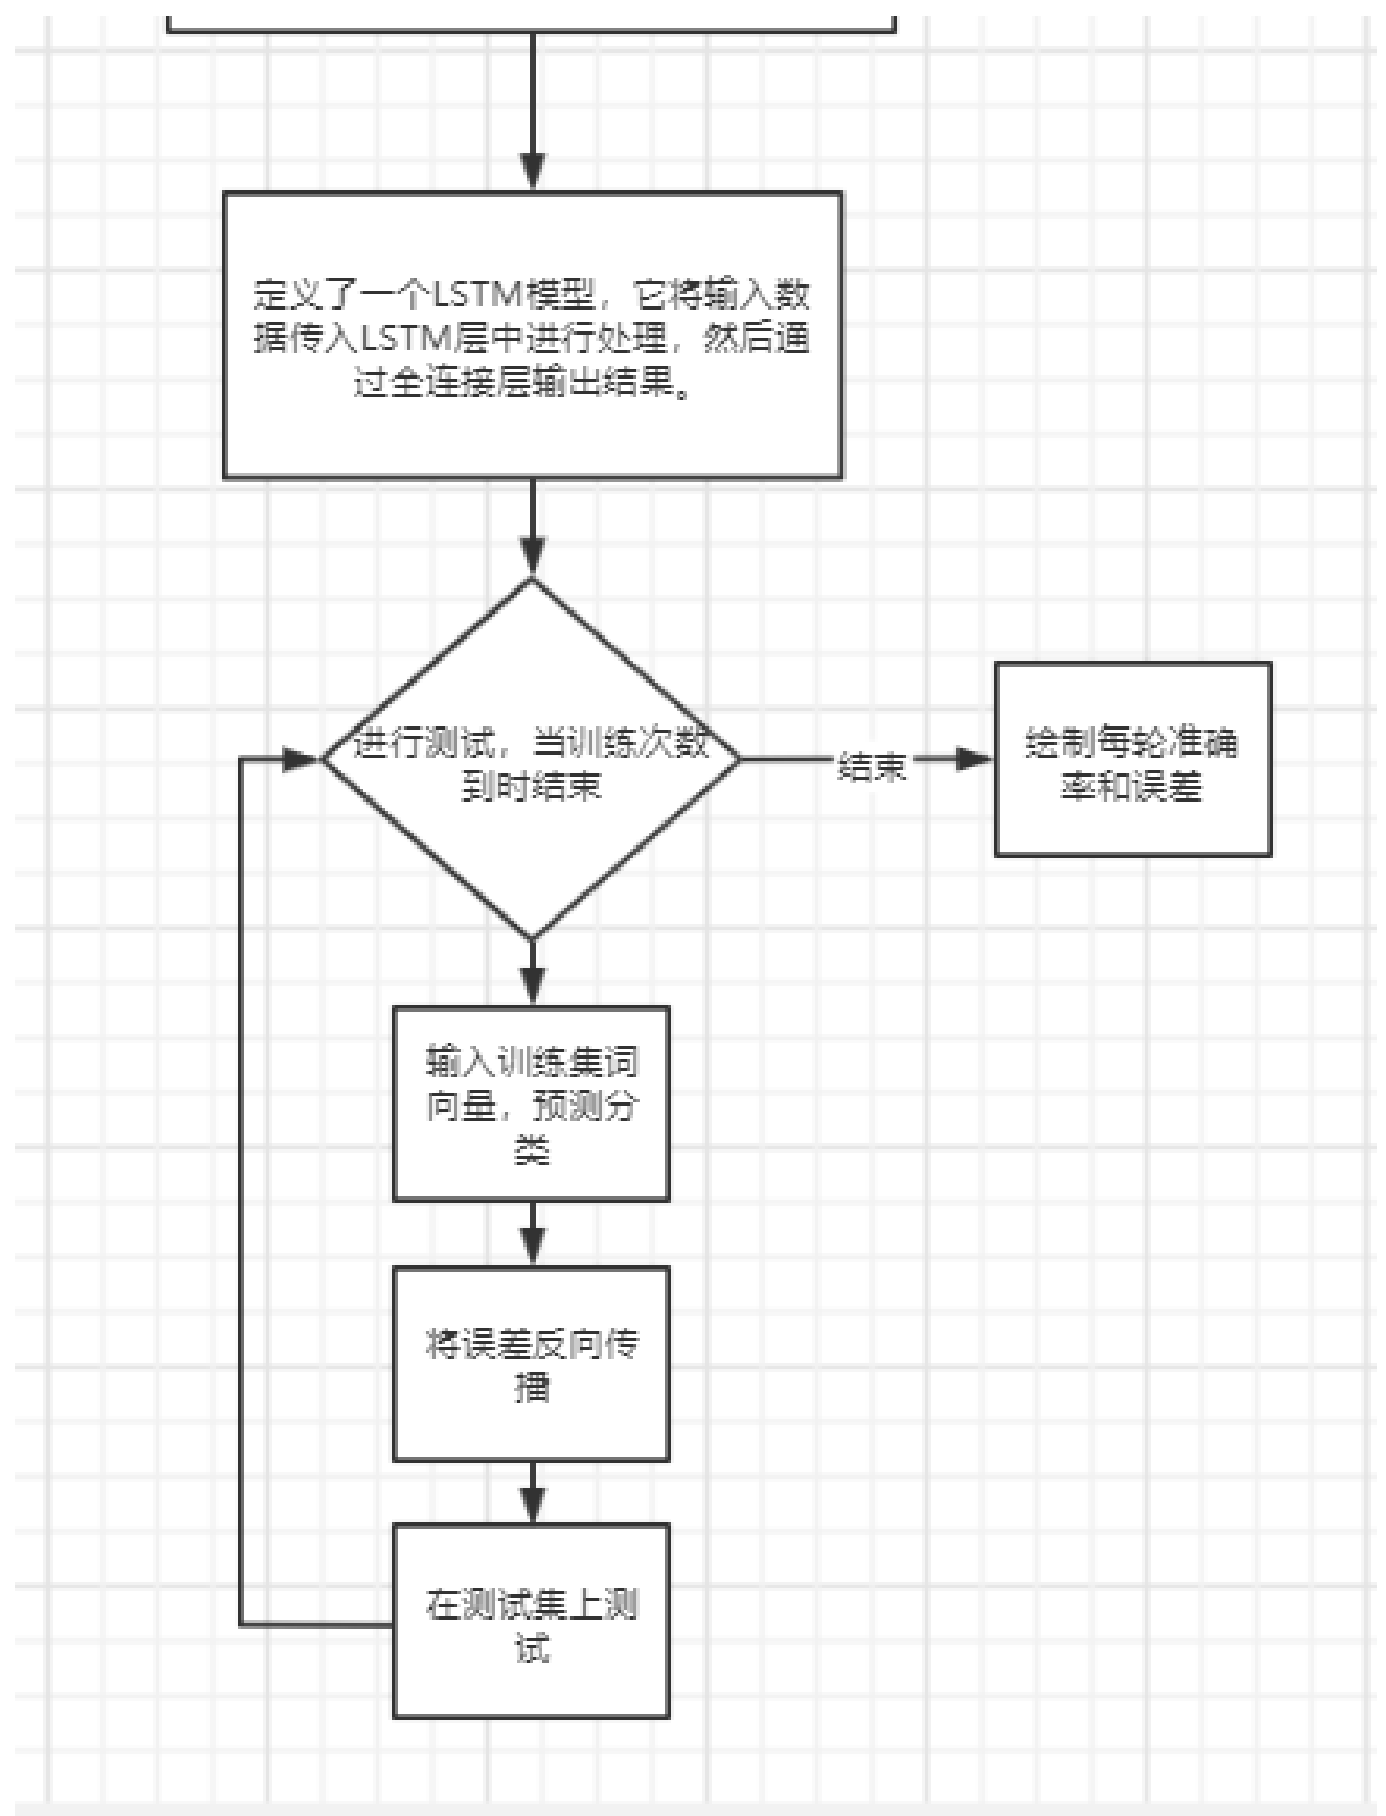 定义了一个LSTM模型，它将输入数
据传入LSTM层中进行处理，然后通
过全连接层输出结果。
进行测试，当训练次数
到时结束
结束
绘制每轮准确
率和误差
输入训练集词
向量，预测分
类
将误差反向传
播
在测试集上测
试